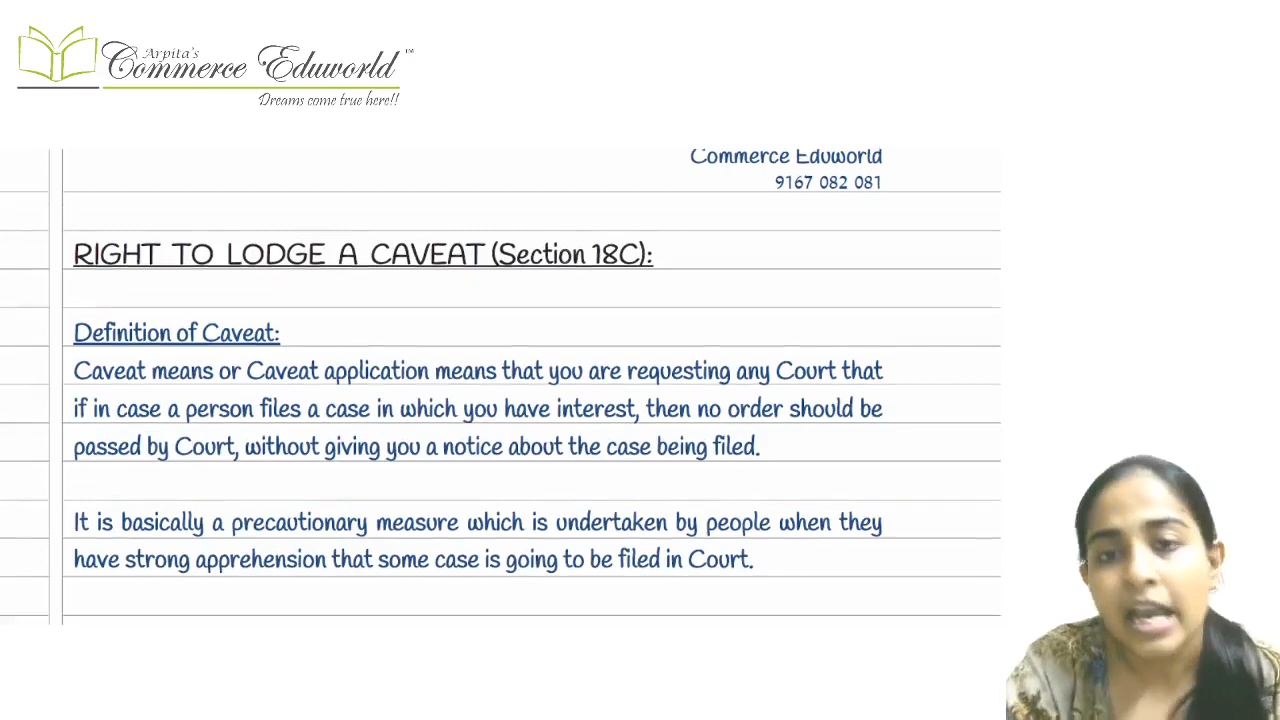 Arpita's
Commerce Eduworld™
Dreams come true here!!
Commerce Eduworld
9167 082 081
RIGHT TO LODGE A CAVEAT (Section 18C):
Definition of Caveat:
Caveat means or Caveat application means that you are requesting any Court that
if in case a person files a case in which you have interest, then no order should be
passed by Court, without giving you a notice about the case being filed.
It is basically a precautionary measure which is undertaken by people when they
have strong apprehension that some case is going to be filed in Court.